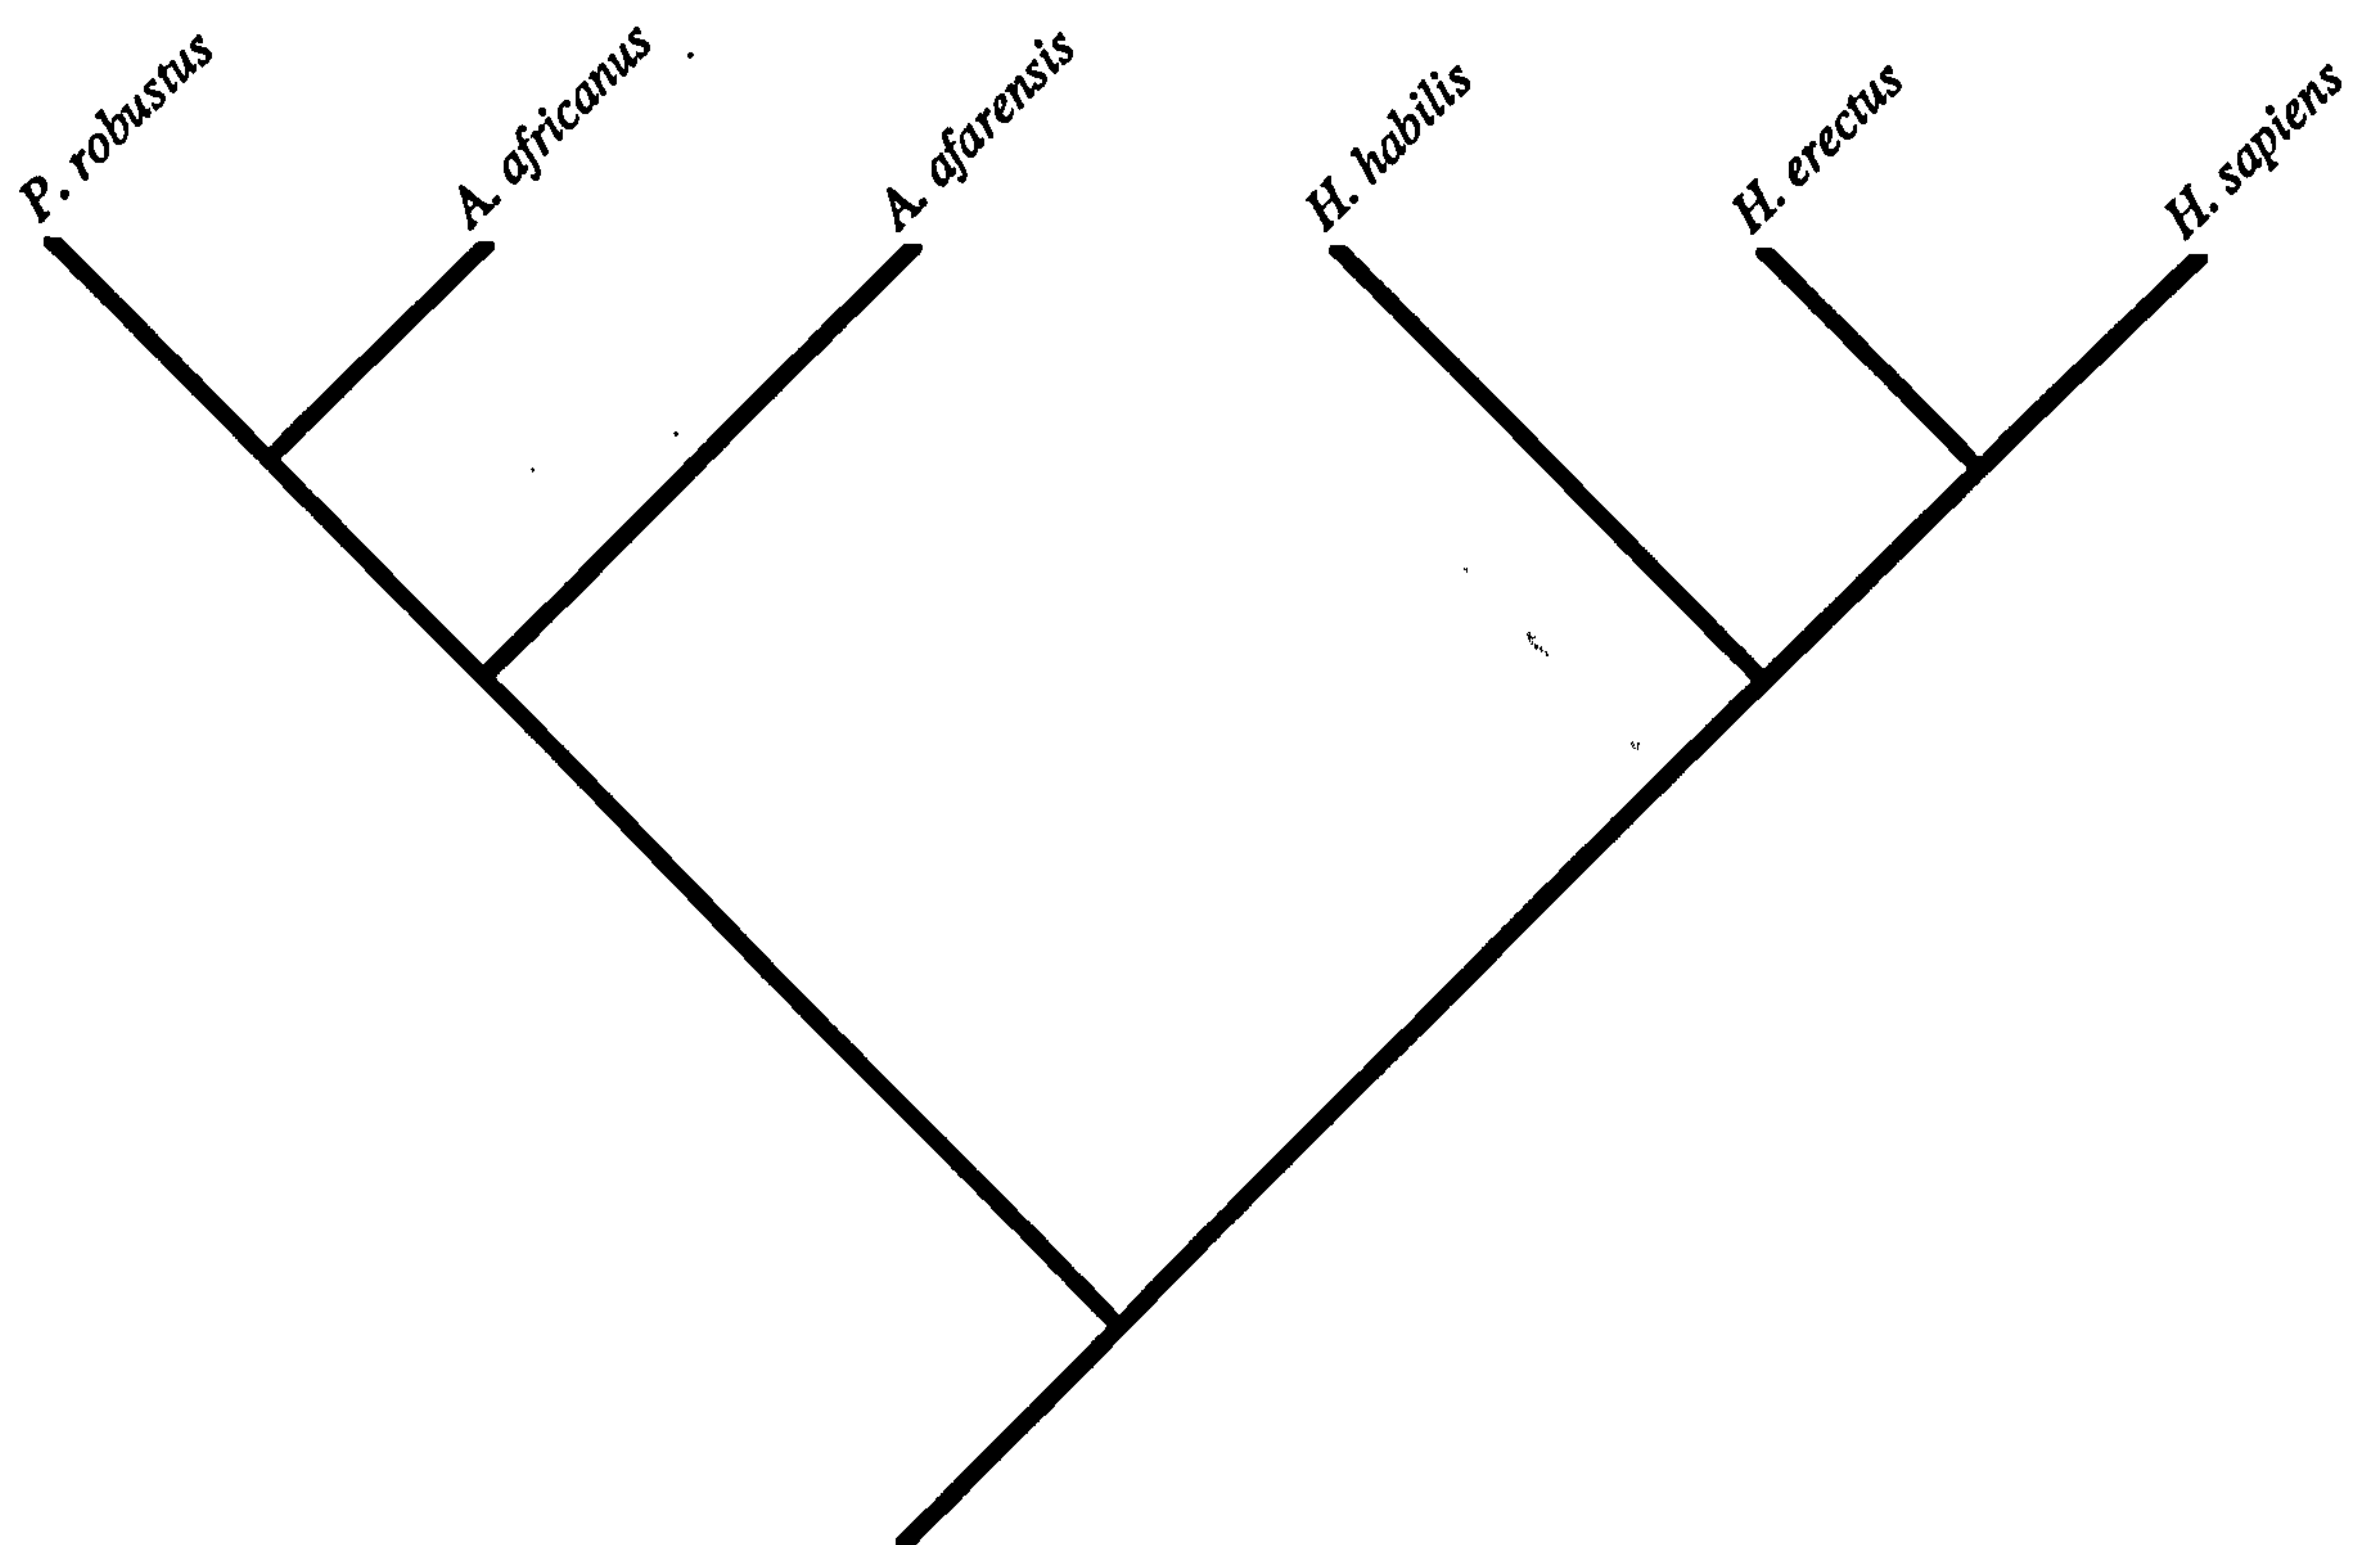 P. robustus
A. africanus
A. afarensis
H. habilis
H. erectus
H. sapiens